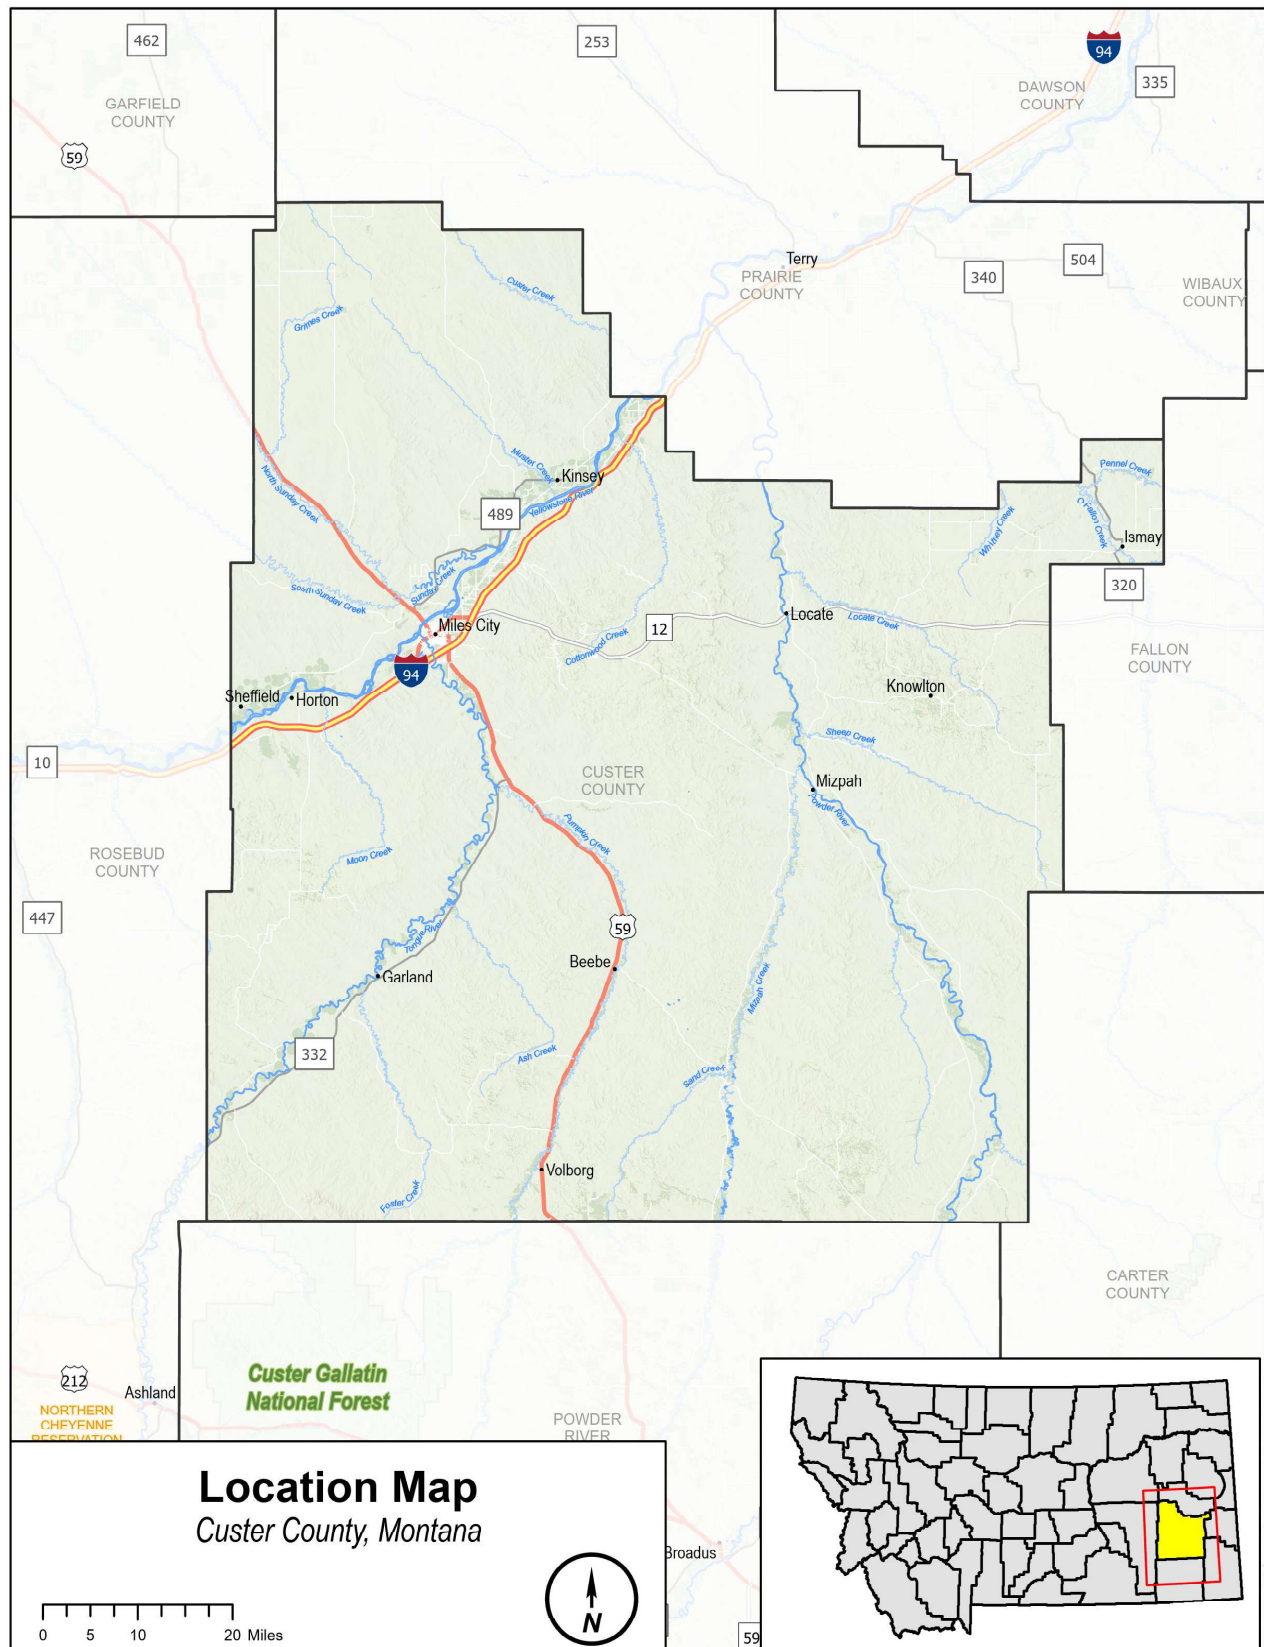 462
253
94
335
GARFIELD
COUNTY
DAWSON
COUNTY
59
Terry
PRAIRIE
COUNTY
340
504
WIBAUX
COUNTY
Custer Creek
Grimes Creek
Muster Creek
Kinsey
Yellowstone River
489
North Sunday Creek
Pennel Creek
O'Fallon Creek
Whitney Creek
Ismay
320
South Sunday Creek
Sunday Creek
Miles City
12
Cottonwood Creek
Locate
Locate Creek
FALLON
COUNTY
94
Sheffield
Horton
Knowlton
Sheep Creek
10
CUSTER
COUNTY
Mizpah
Powder River
Pumpkin Creek
ROSEBUD
COUNTY
Moon Creek
447
59
Tongue River
Garland
Beebe
Mizpah Creek
332
Ash Creek
Sand Creek
Volborg
Foster Creek
CARTER
COUNTY
Custer Gallatin
National Forest
212
Ashland
NORTHERN
CHEYENNE
RESERVATION
POWDER
RIVER
Location Map
Custer County, Montana
N
0 5 10 20 Miles
Broadus
59